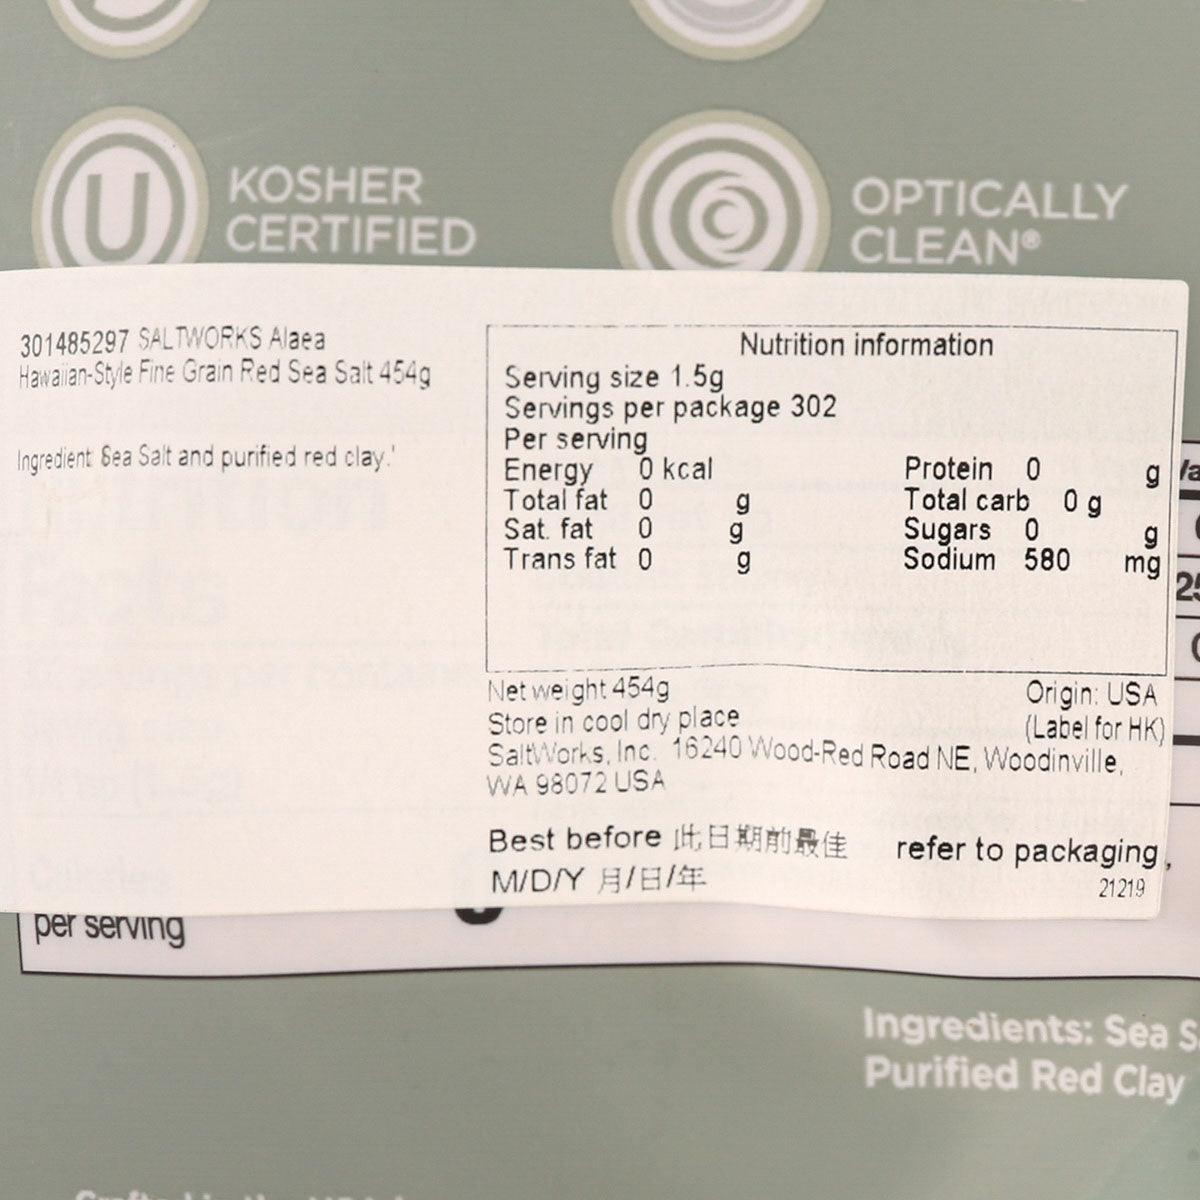 U
KOSHER
CERTIFIED
OPTICALLY
CLEAN®
301485297 SALTWORKS Alaea
Hawaiian-Style Fine Grain Red Sea Salt 454g
Ingredient: Sea Salt and purified red clay.'
Nutrition information
Serving size 1.5g
Servings per package 302
Per serving
Energy 0 kcal Protein 0 g
Total fat 0 g Total carb 0 g
Sat. fat 0 g Sugars 0 g
Trans fat 0 g Sodium 580 mg
Net weight 454g Origin: USA
Store in cool dry place (Label for HK)
SaltWorks, Inc. 16240 Wood-Red Road NE, Woodinville,
WA 98072 USA
Best before 此日期前最佳 refer to packaging,
M/D/Y 月/日/年 21219
Nutrition
Facts
Calories
per serving
Ingredients: Sea
Purified Red Clay